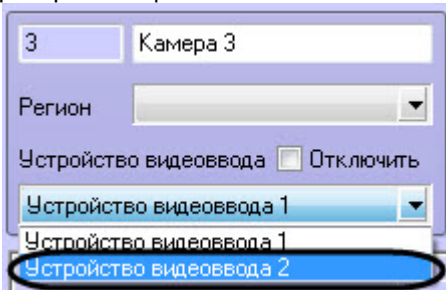 3 Камера 3
Регион
Устройство видеоввода Отключить
Устройство видеоввода 1
Устройство видеоввода 1
Устройство видеоввода 2